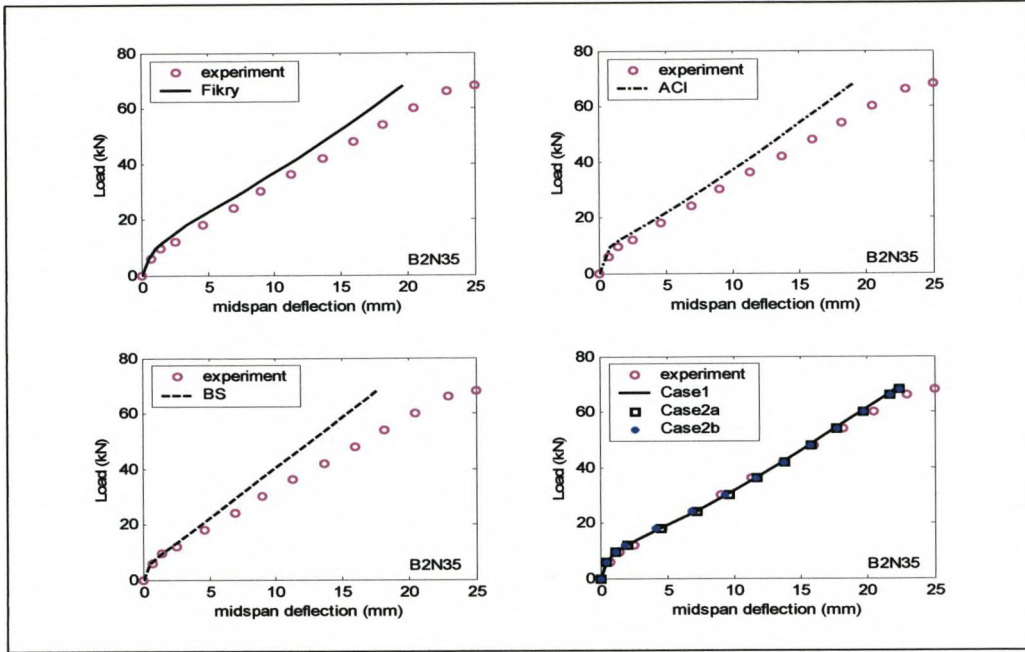 80
60
40
20
0
Load (kN)
experiment
Fikry
B2N35
0 5 10 15 20 25
midspan deflection (mm)
80
60
40
20
0
Load (kN)
experiment
ACI
B2N35
0 5 10 15 20 25
midspan deflection (mm)
80
60
40
20
0
Load (kN)
experiment
BS
B2N35
0 5 10 15 20 25
midspan deflection (mm)
80
60
40
20
0
Load (kN)
experiment
Case1
Case2a
Case2b
B2N35
0 5 10 15 20 25
midspan deflection (mm)